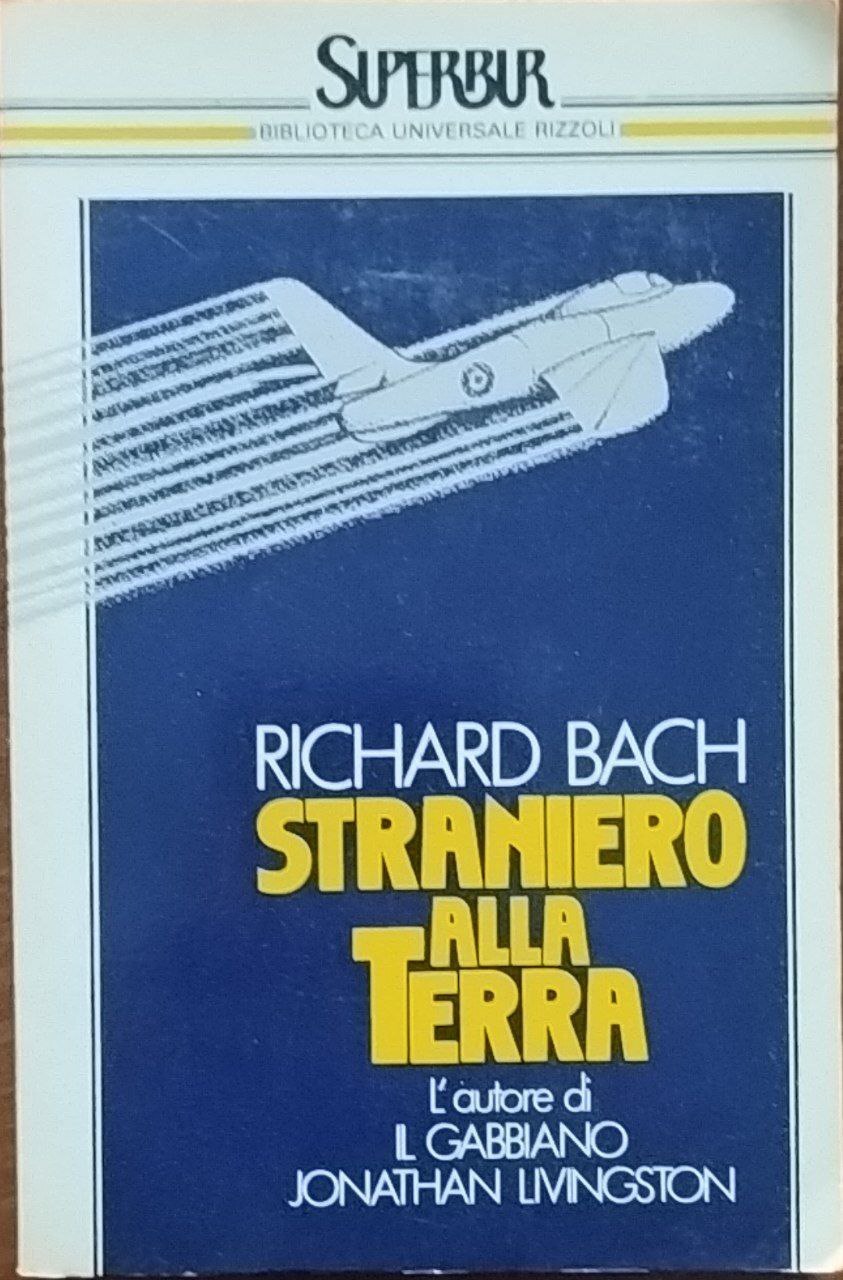 SUPERBUR
BIBLIOTECA UNIVERSALE RIZZOLI
RICHARD BACH
STRANIERO
ALLA
TERRA
L'autore di
IL GABBIANO
JONATHAN LIVINGSTON